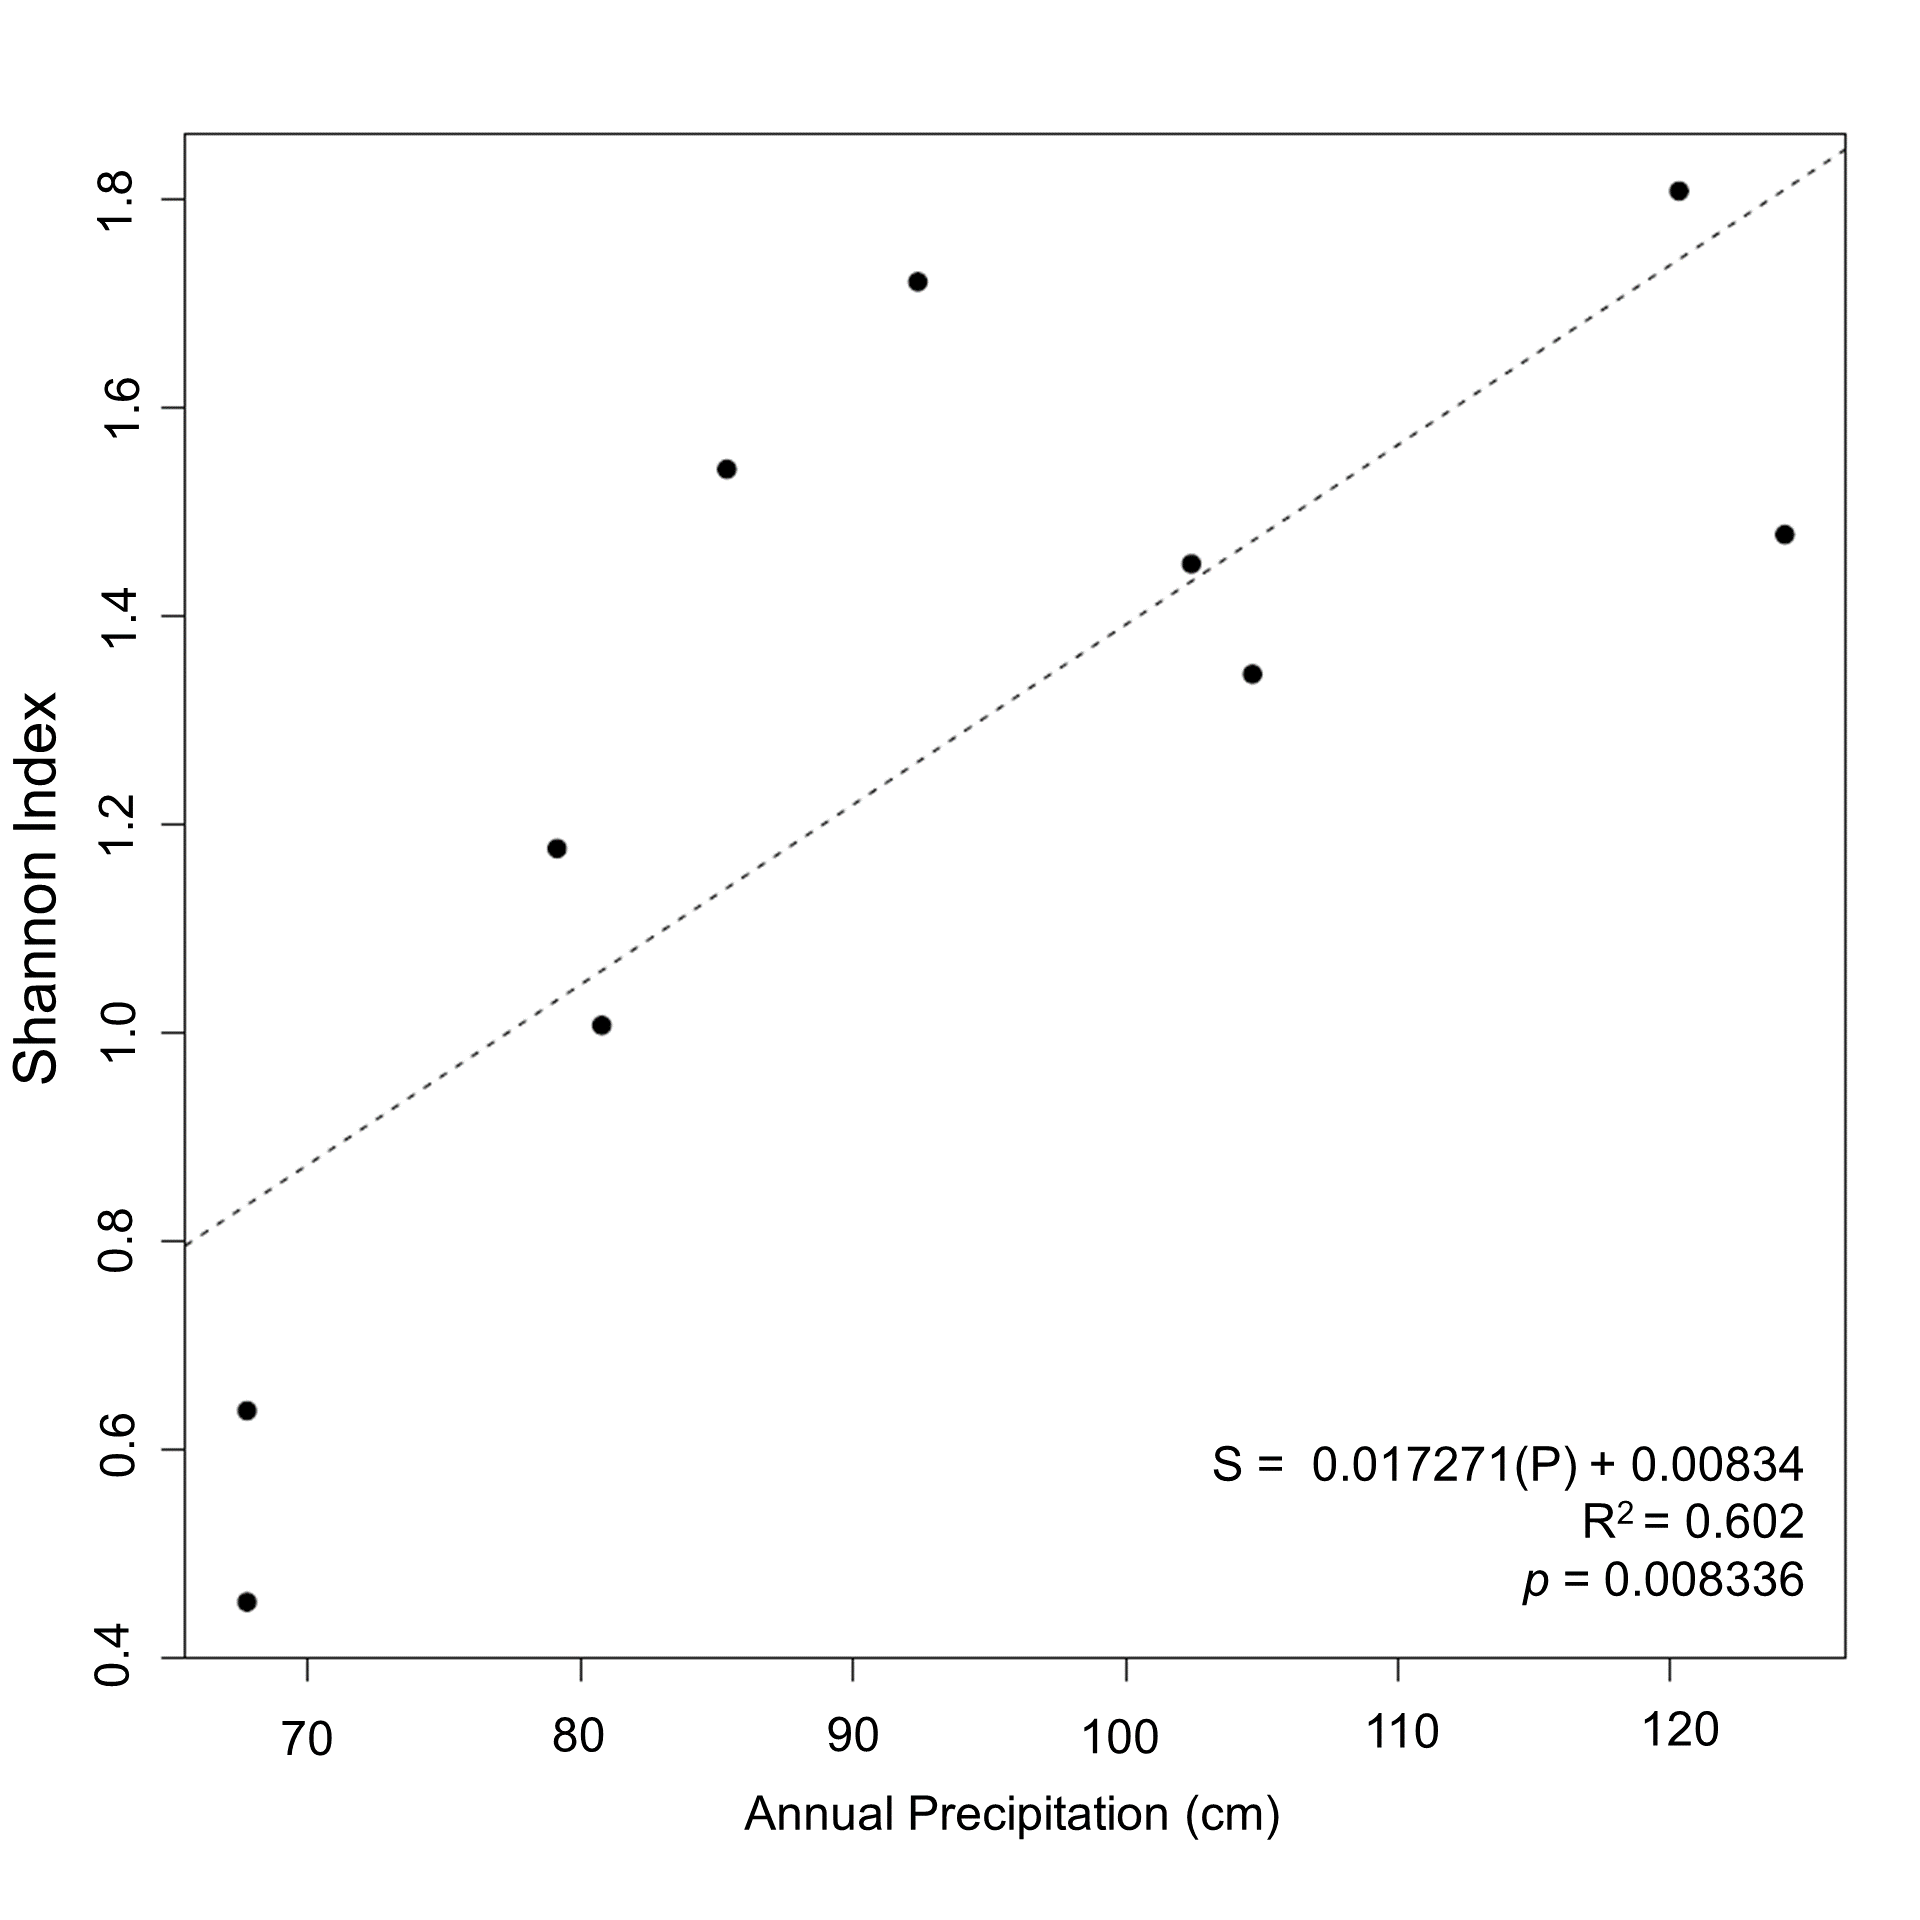 Shannon Index
1.8
1.6
1.4
1.2
1.0
0.8
0.6
0.4
S = 0.017271(P) + 0.00834
R² = 0.602
p = 0.008336
70 80 90 100 110 120
Annual Precipitation (cm)